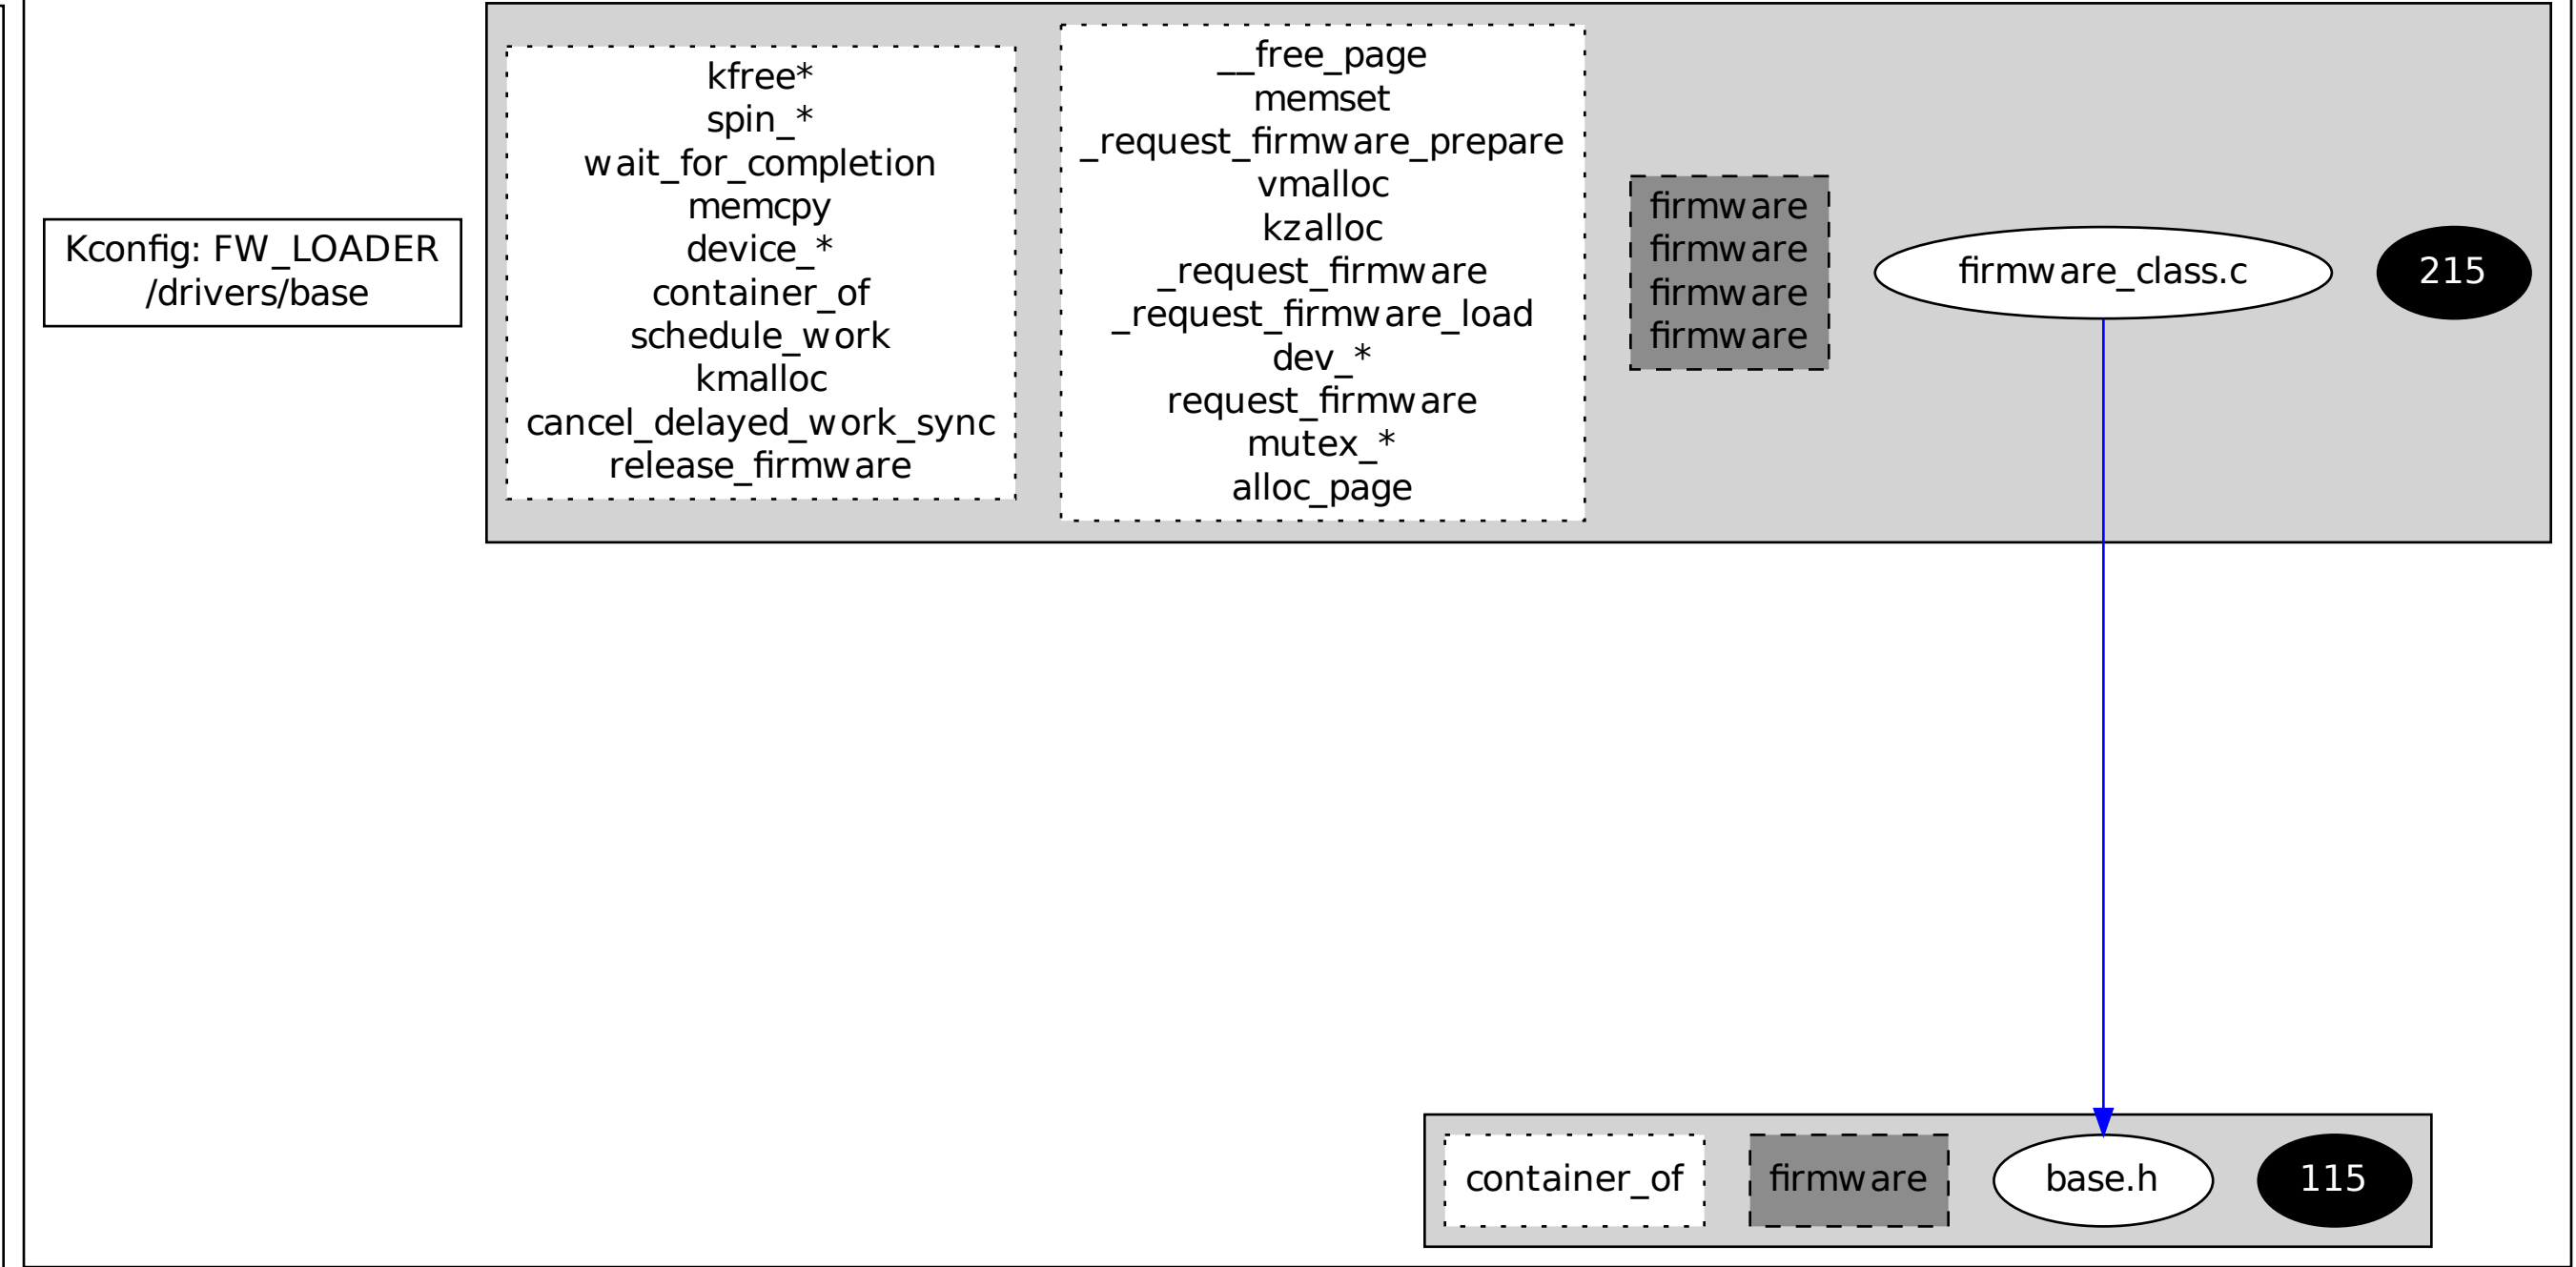 Kconfig: FW_LOADER
/drivers/base
kfree*
spin_*
wait_for_completion
memcpy
device_*
container_of
schedule_work
kmalloc
cancel_delayed_work_sync
release_firmware
__free_page
memset
_request_firmware_prepare
vmalloc
kzalloc
_request_firmware
_request_firmware_load
dev_*
request_firmware
mutex_*
alloc_page
firmware
firmware
firmware
firmware
firmware_class.c
215
container_of
firmware
base.h
115